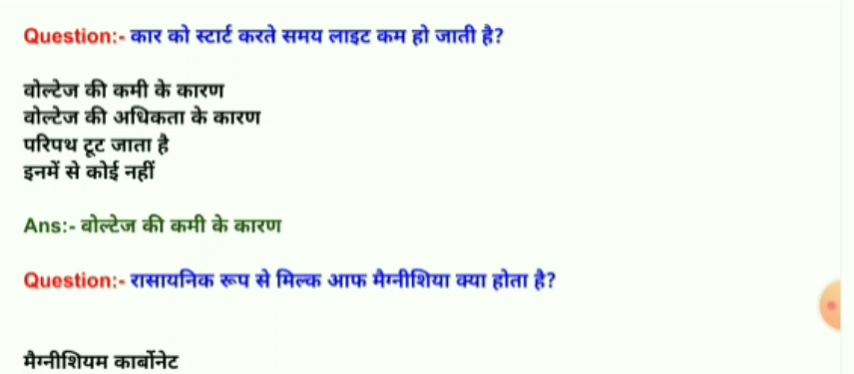 Question:- कार को स्टार्ट करते समय लाइट कम हो जाती है?
वोल्टेज की कमी के कारण
वोल्टेज की अधिकता के कारण
परिपथ टूट जाता है
इनमें से कोई नहीं
Ans:- वोल्टेज की कमी के कारण
Question:- रासायनिक रूप से मिल्क आफ मैग्नीशिया क्या होता है?
मैग्नीशियम कार्बोनेट